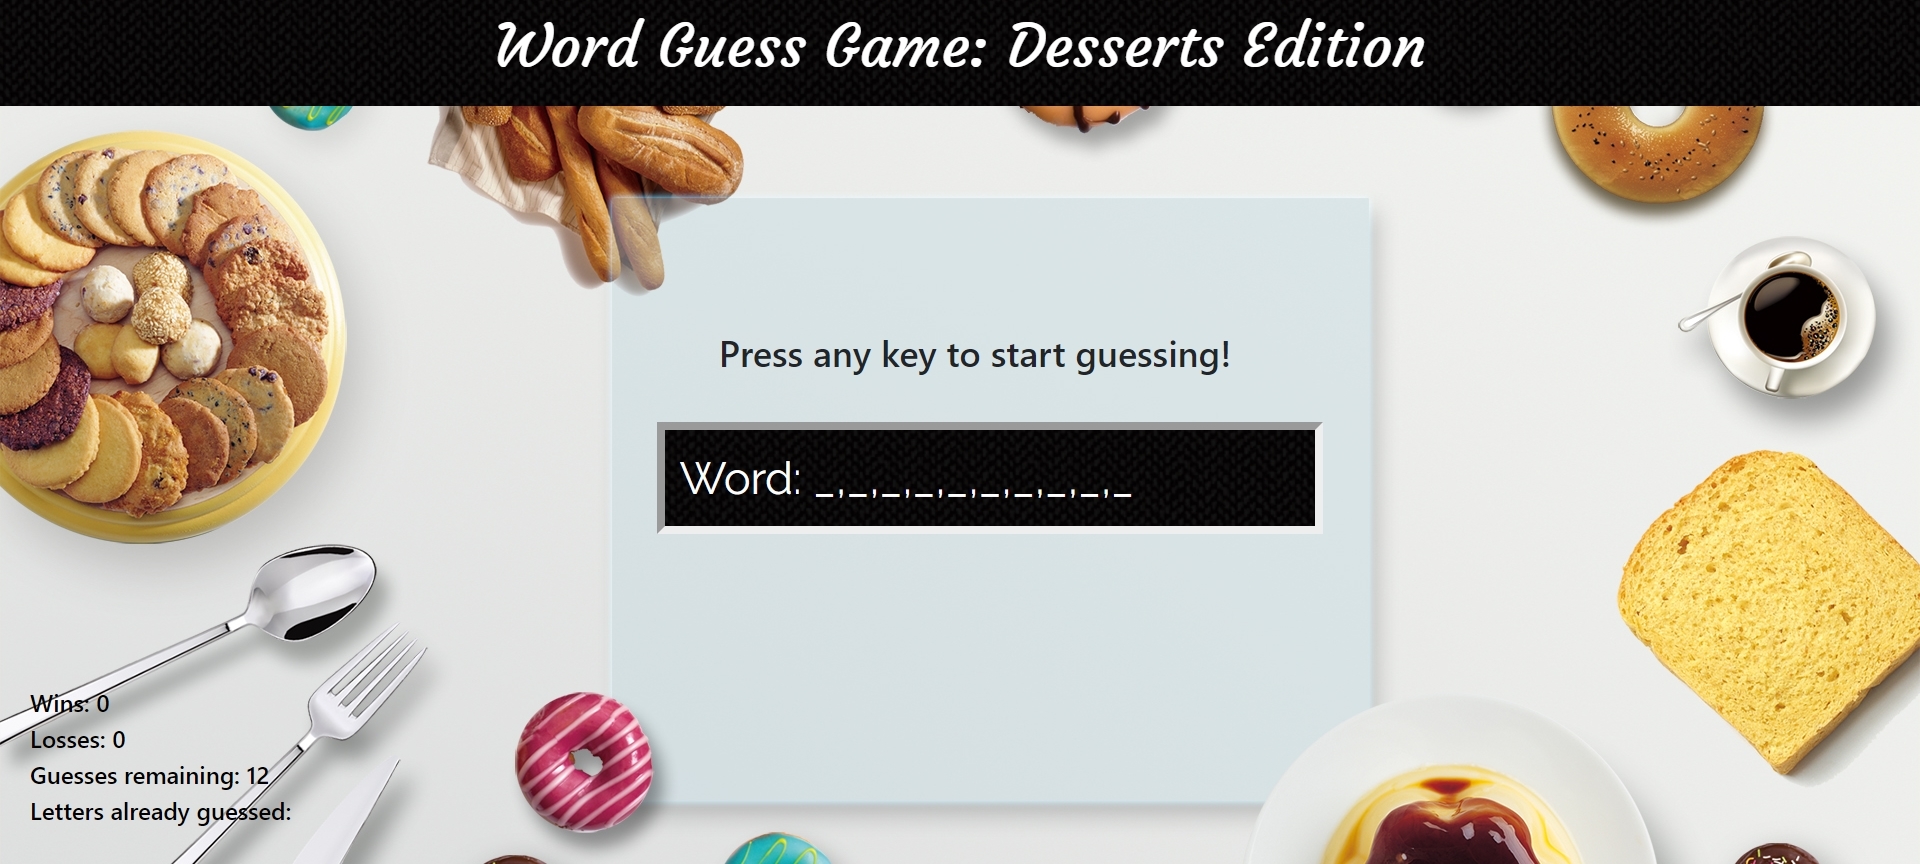 Word Guess Game: Desserts Edition
Press any key to start guessing!
Word: _,_,_,_,_,_,_,_,_,_
Wins: 0
Losses: 0
Guesses remaining: 12
Letters already guessed: